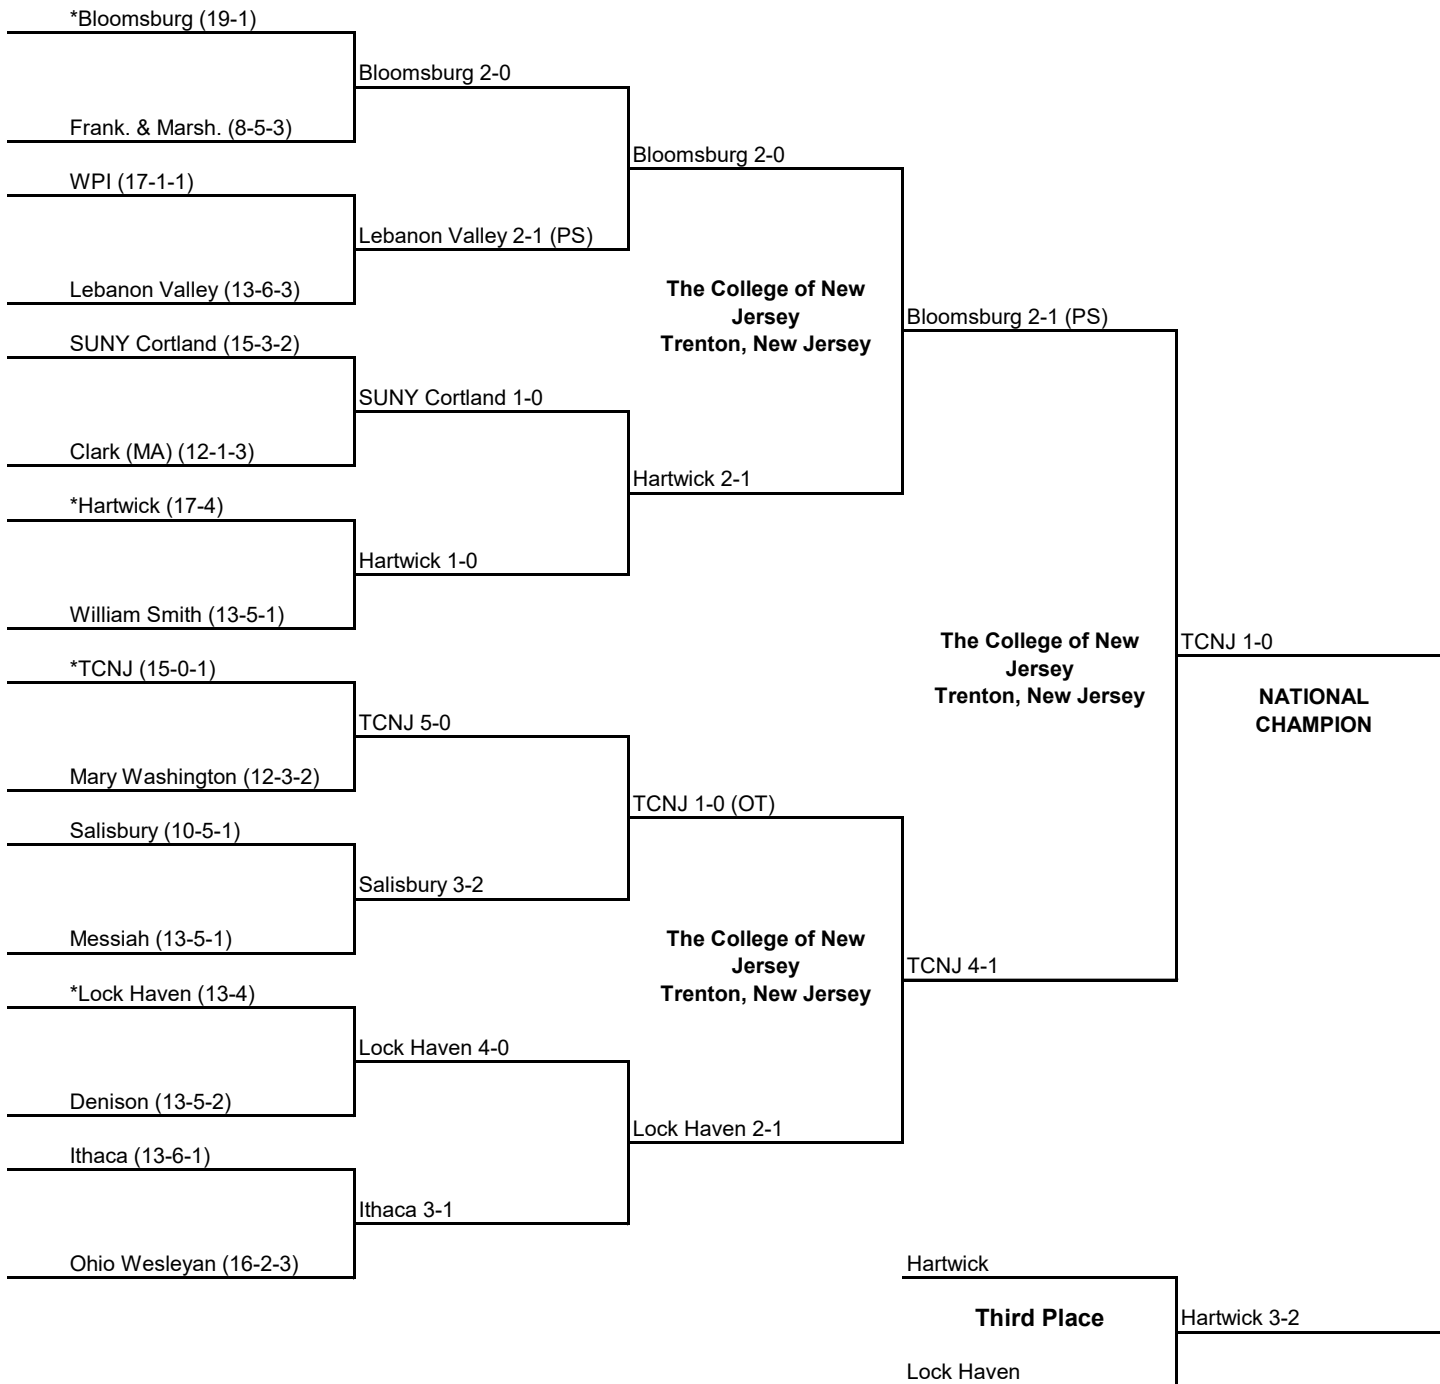 *Bloomsburg (19-1)
Bloomsburg 2-0
Frank. & Marsh. (8-5-3)
Bloomsburg 2-0
WPI (17-1-1)
Lebanon Valley 2-1 (PS)
Lebanon Valley (13-6-3)
The College of New
Jersey
Trenton, New Jersey
Bloomsburg 2-1 (PS)
SUNY Cortland (15-3-2)
SUNY Cortland 1-0
Clark (MA) (12-1-3)
Hartwick 2-1
*Hartwick (17-4)
Hartwick 1-0
William Smith (13-5-1)
The College of New
Jersey
Trenton, New Jersey
TCNJ 1-0
NATIONAL
CHAMPION
*TCNJ (15-0-1)
TCNJ 5-0
Mary Washington (12-3-2)
TCNJ 1-0 (OT)
Salisbury (10-5-1)
Salisbury 3-2
Messiah (13-5-1)
The College of New
Jersey
Trenton, New Jersey
TCNJ 4-1
*Lock Haven (13-4)
Lock Haven 4-0
Denison (13-5-2)
Lock Haven 2-1
Ithaca (13-6-1)
Ithaca 3-1
Ohio Wesleyan (16-2-3)
Hartwick
Third Place
Hartwick 3-2
Lock Haven